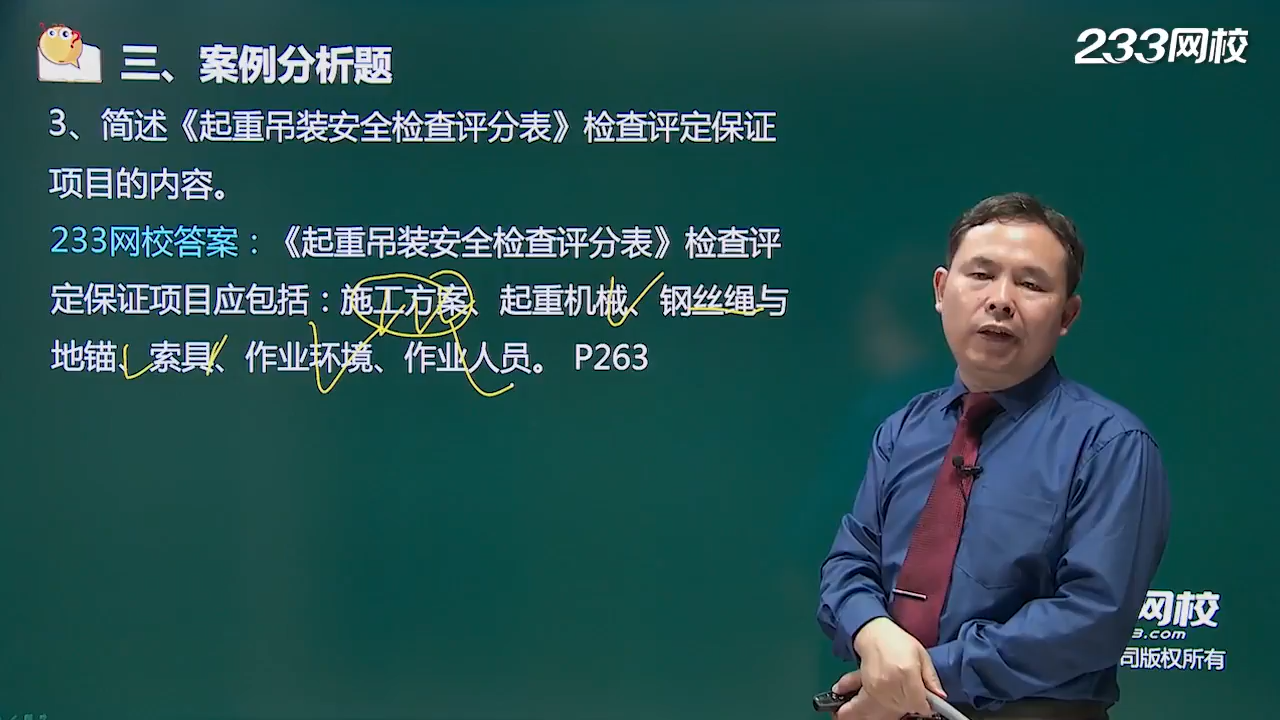 233网校
三、案例分析题
3、简述《起重吊装安全检查评分表》检查评定保证
项目的内容。
233网校答案：《起重吊装安全检查评分表》检查评
定保证项目应包括：施工方案、起重机械、钢丝绳与
地锚、索具、作业环境、作业人员。 P263
网校
3.com
司版权所有